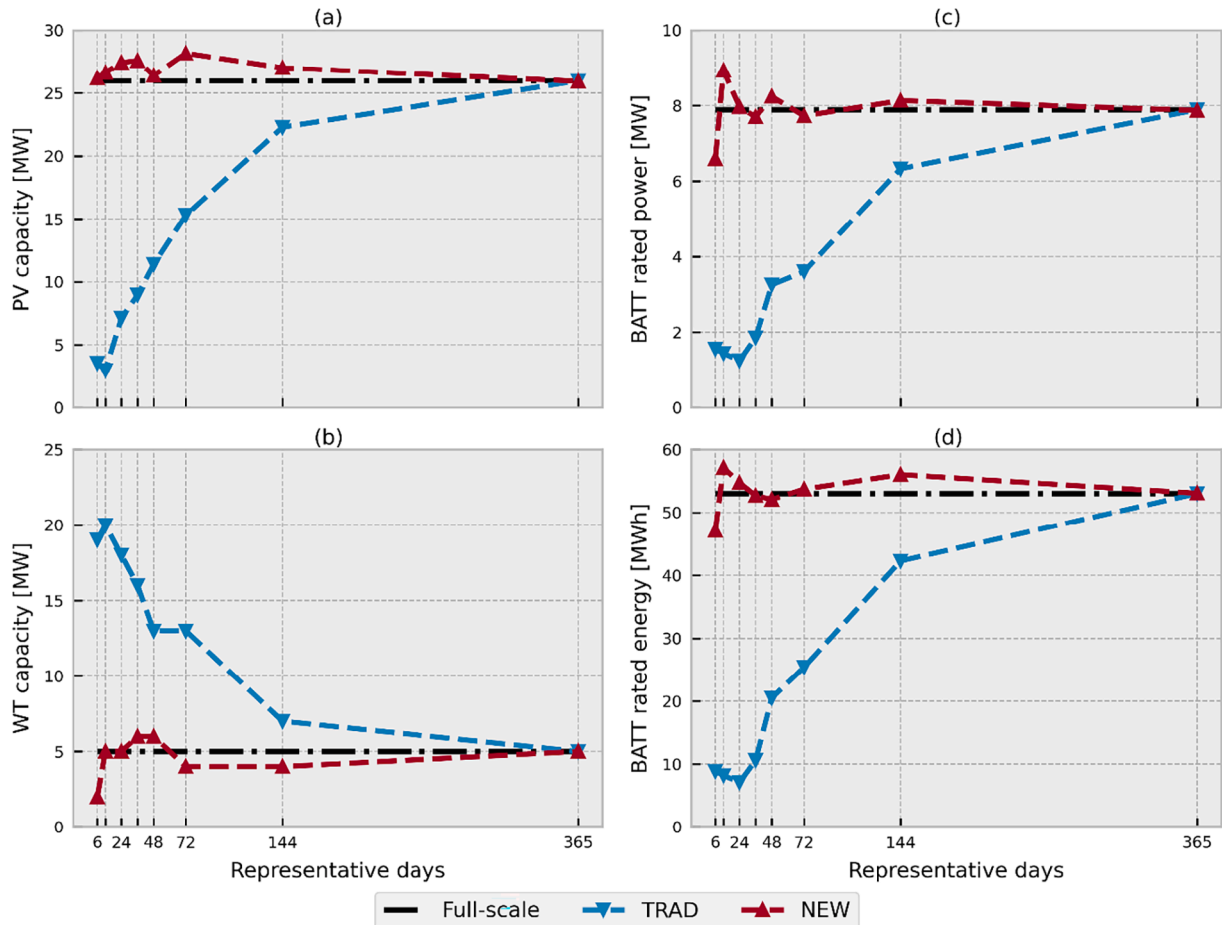 (a)
30
25
20
15
10
5
0
PV capacity [MW]
(c)
10
8
6
4
2
0
BATT rated power [MW]
(b)
25
20
15
10
5
0
WT capacity [MW]
6 24 48 72 144 365
Representative days
(d)
60
50
40
30
20
10
0
BATT rated energy [MWh]
6 24 48 72 144 365
Representative days
Full-scale TRAD NEW